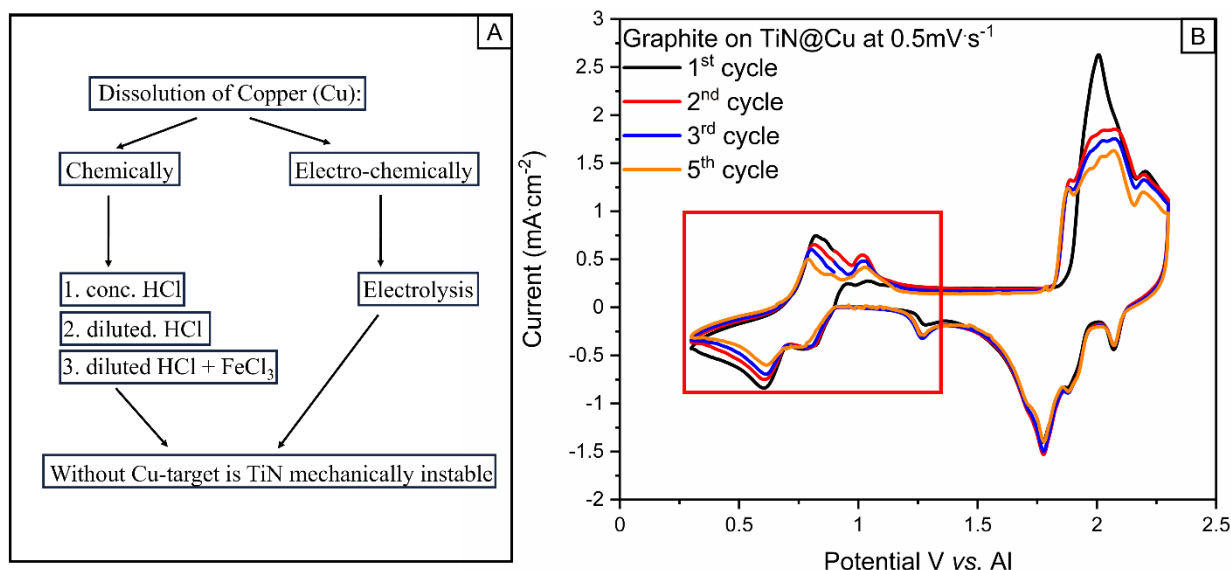 A
Dissolution of Copper (Cu):
Chemically
Electro-chemically
1. conc. HCl
2. diluted. HCl
3. diluted HCl + FeCl₃
Electrolysis
Without Cu-target is TiN mechanically instable
B
Graphite on TiN@Cu at 0.5mV·s⁻¹
1ˢᵗ cycle
2ⁿᵈ cycle
3ʳᵈ cycle
5ᵗʰ cycle
Current (mA·cm⁻²)
3
2.5
2
1.5
1
0.5
0
-0.5
-1
-1.5
-2
0
0.5
1
1.5
2
2.5
Potential V vs. Al